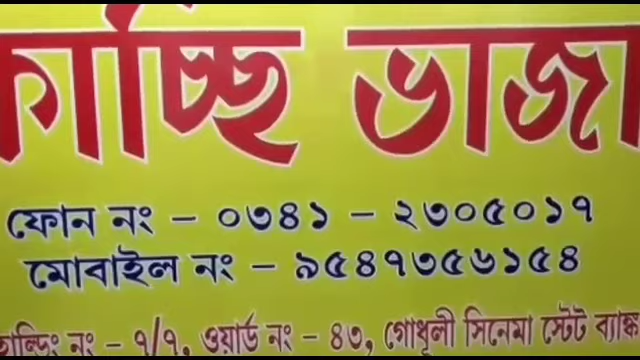 কাচ্ছি ভাজা
ফোন নং - ০৩৪১ - ২৩০৫০১৭
মোবাইল নং - ৯৫৪৭৩৫৬১৫৪
হোল্ডিং নং - ৭/৭, ওয়ার্ড নং - ৪৩, গোধূলী সিনেমা স্টেট ব্যাঙ্ক